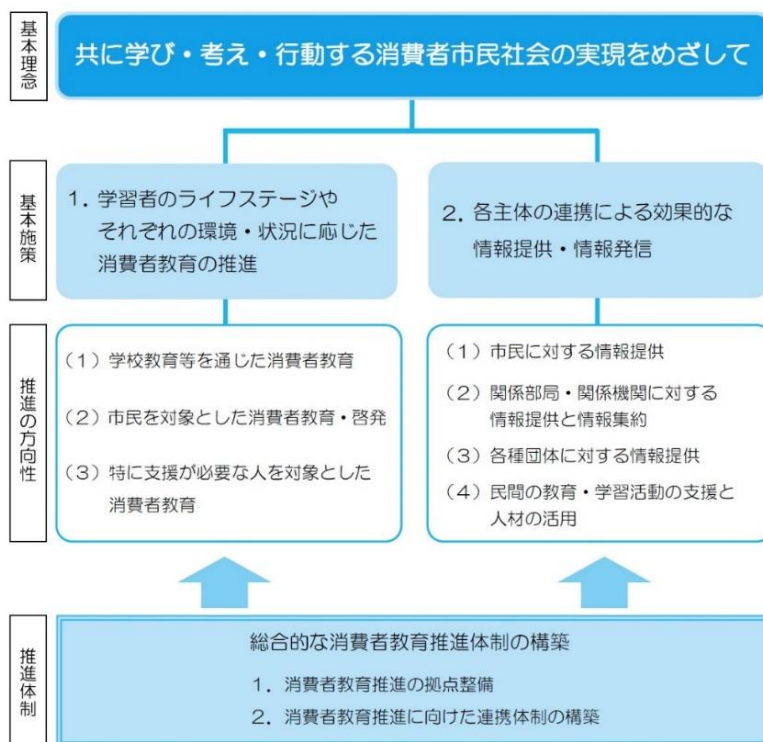 基本理念
共に学び・考え・行動する消費者市民社会の実現をめざして
基本施策
1．学習者のライフステージや
それぞれの環境・状況に応じた
消費者教育の推進
2．各主体の連携による効果的な
情報提供・情報発信
推進の方向性
（1）学校教育等を通じた消費者教育
（2）市民を対象とした消費者教育・啓発
（3）特に支援が必要な人を対象とした
消費者教育
（1）市民に対する情報提供
（2）関係部局・関係機関に対する
情報提供と情報集約
（3）各種団体に対する情報提供
（4）民間の教育・学習活動の支援と
人材の活用
推進体制
総合的な消費者教育推進体制の構築
1．消費者教育推進の拠点整備
2．消費者教育推進に向けた連携体制の構築